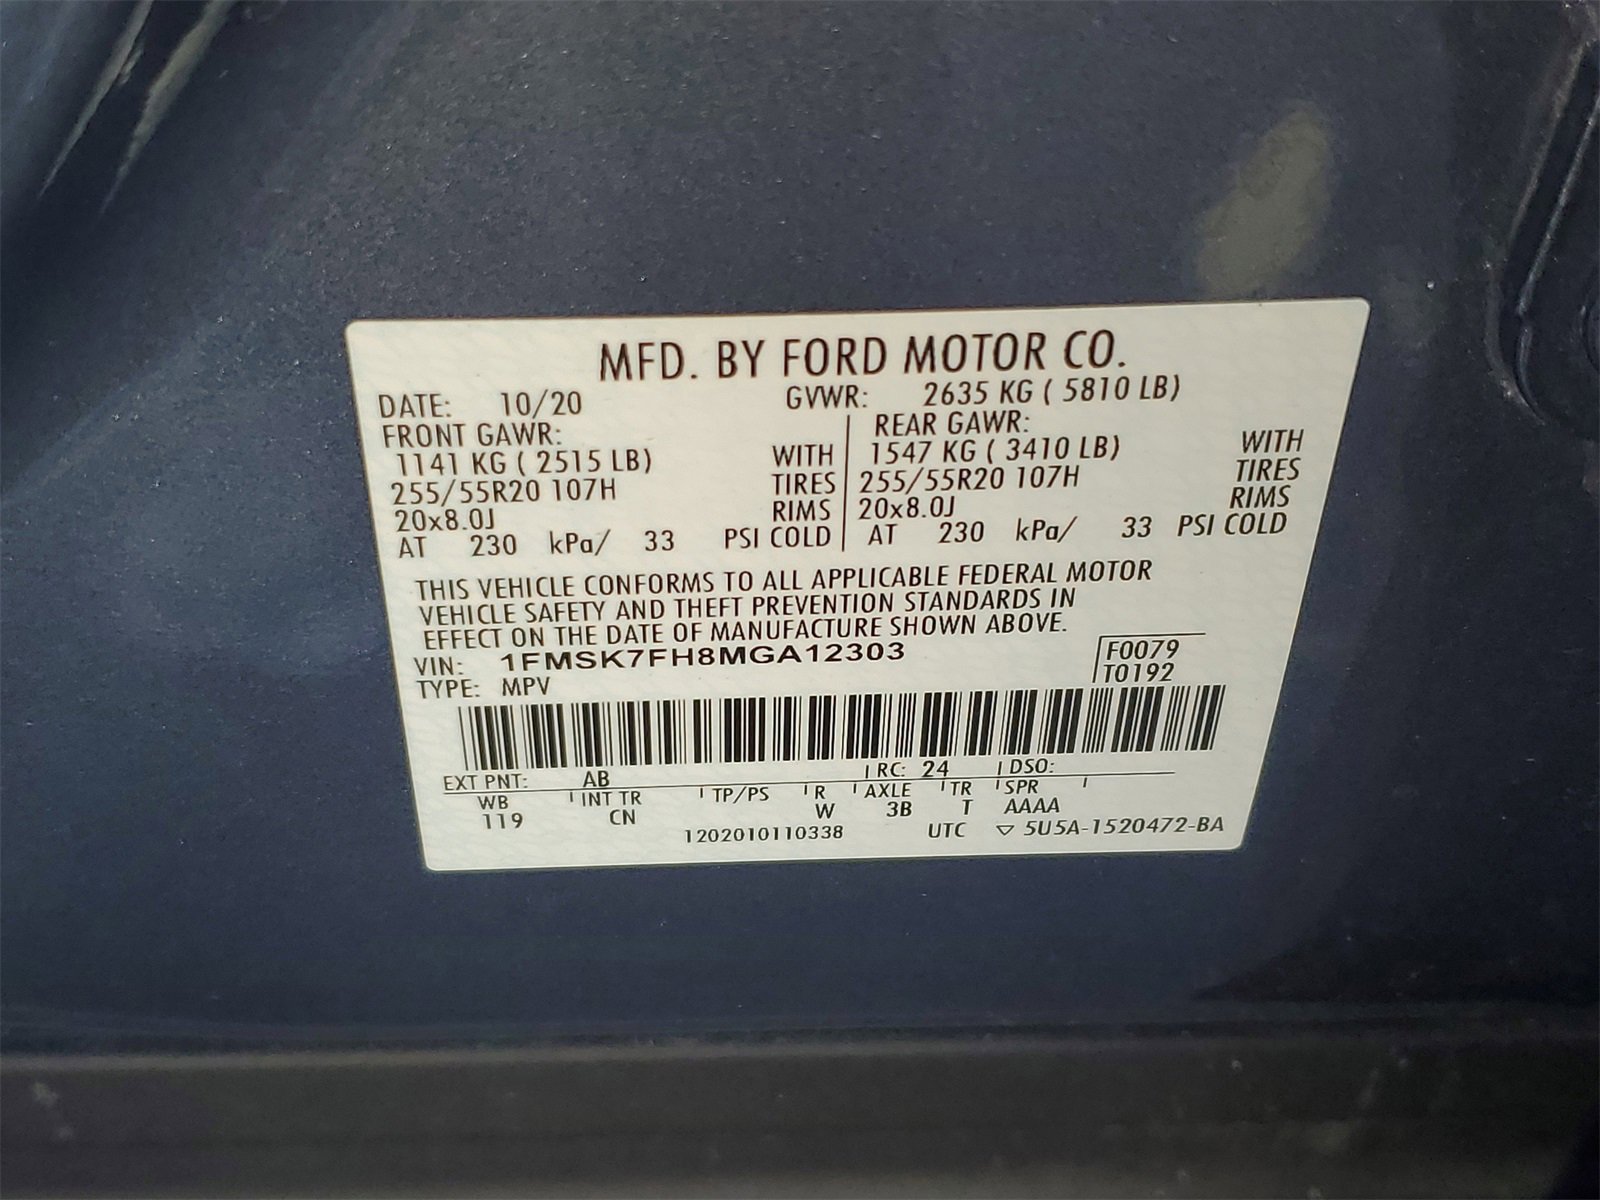 MFD. BY FORD MOTOR CO.
DATE: 10/20 GVWR: 2635 KG ( 5810 LB)
FRONT GAWR: REAR GAWR:
1141 KG ( 2515 LB) WITH 1547 KG ( 3410 LB) WITH
255/55R20 107H TIRES 255/55R20 107H TIRES
20x8.0J RIMS 20x8.0J RIMS
AT 230 kPa/ 33 PSI COLD AT 230 kPa/ 33 PSI COLD
THIS VEHICLE CONFORMS TO ALL APPLICABLE FEDERAL MOTOR
VEHICLE SAFETY AND THEFT PREVENTION STANDARDS IN
EFFECT ON THE DATE OF MANUFACTURE SHOWN ABOVE.
VIN: 1FMSK7FH8MGA12303 F0079
TYPE: MPV T0192
EXT PNT: AB RC: 24 DSO:
WB INT TR TP/PS R AXLE TR SPR
119 CN W 3B T AAAA
1202010110338 UTC ▽ 5U5A-1520472-BA